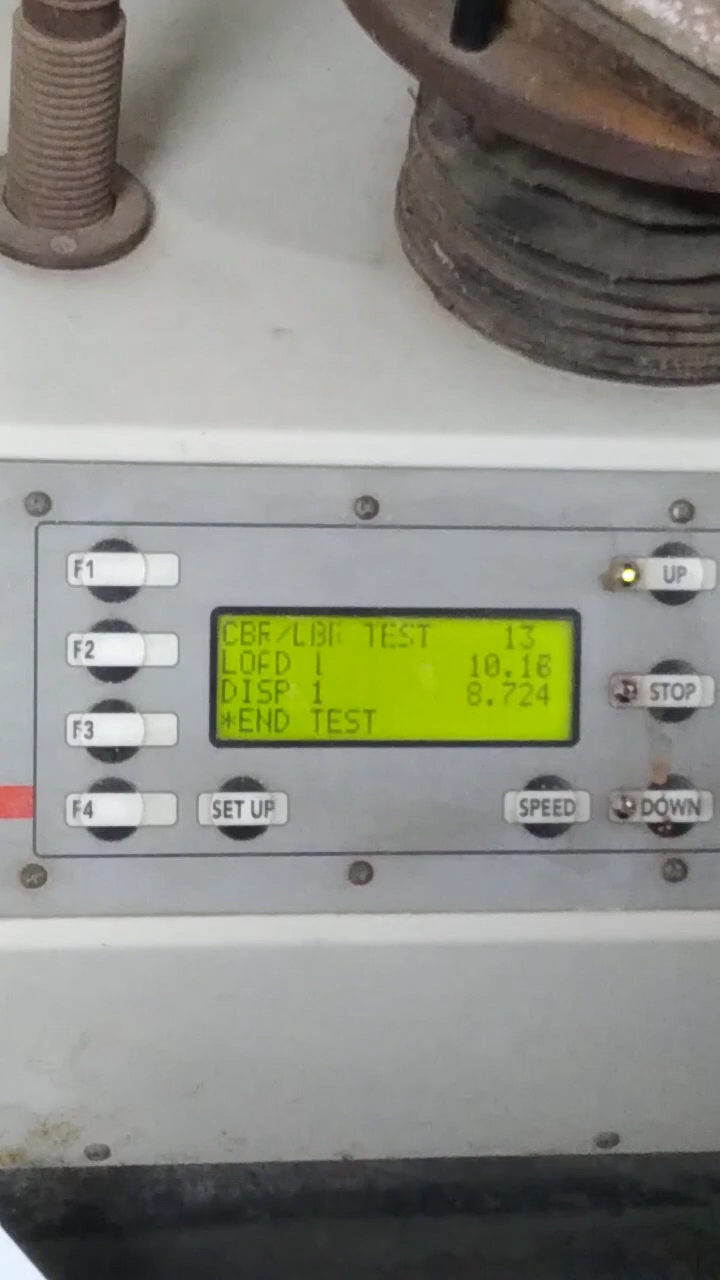 F1
UP
CBR/LBR TEST 13
F2
LOAD 1 10.16
DISP 1 8.724
STOP
*END TEST
F3
F4
SET UP
SPEED
DOWN